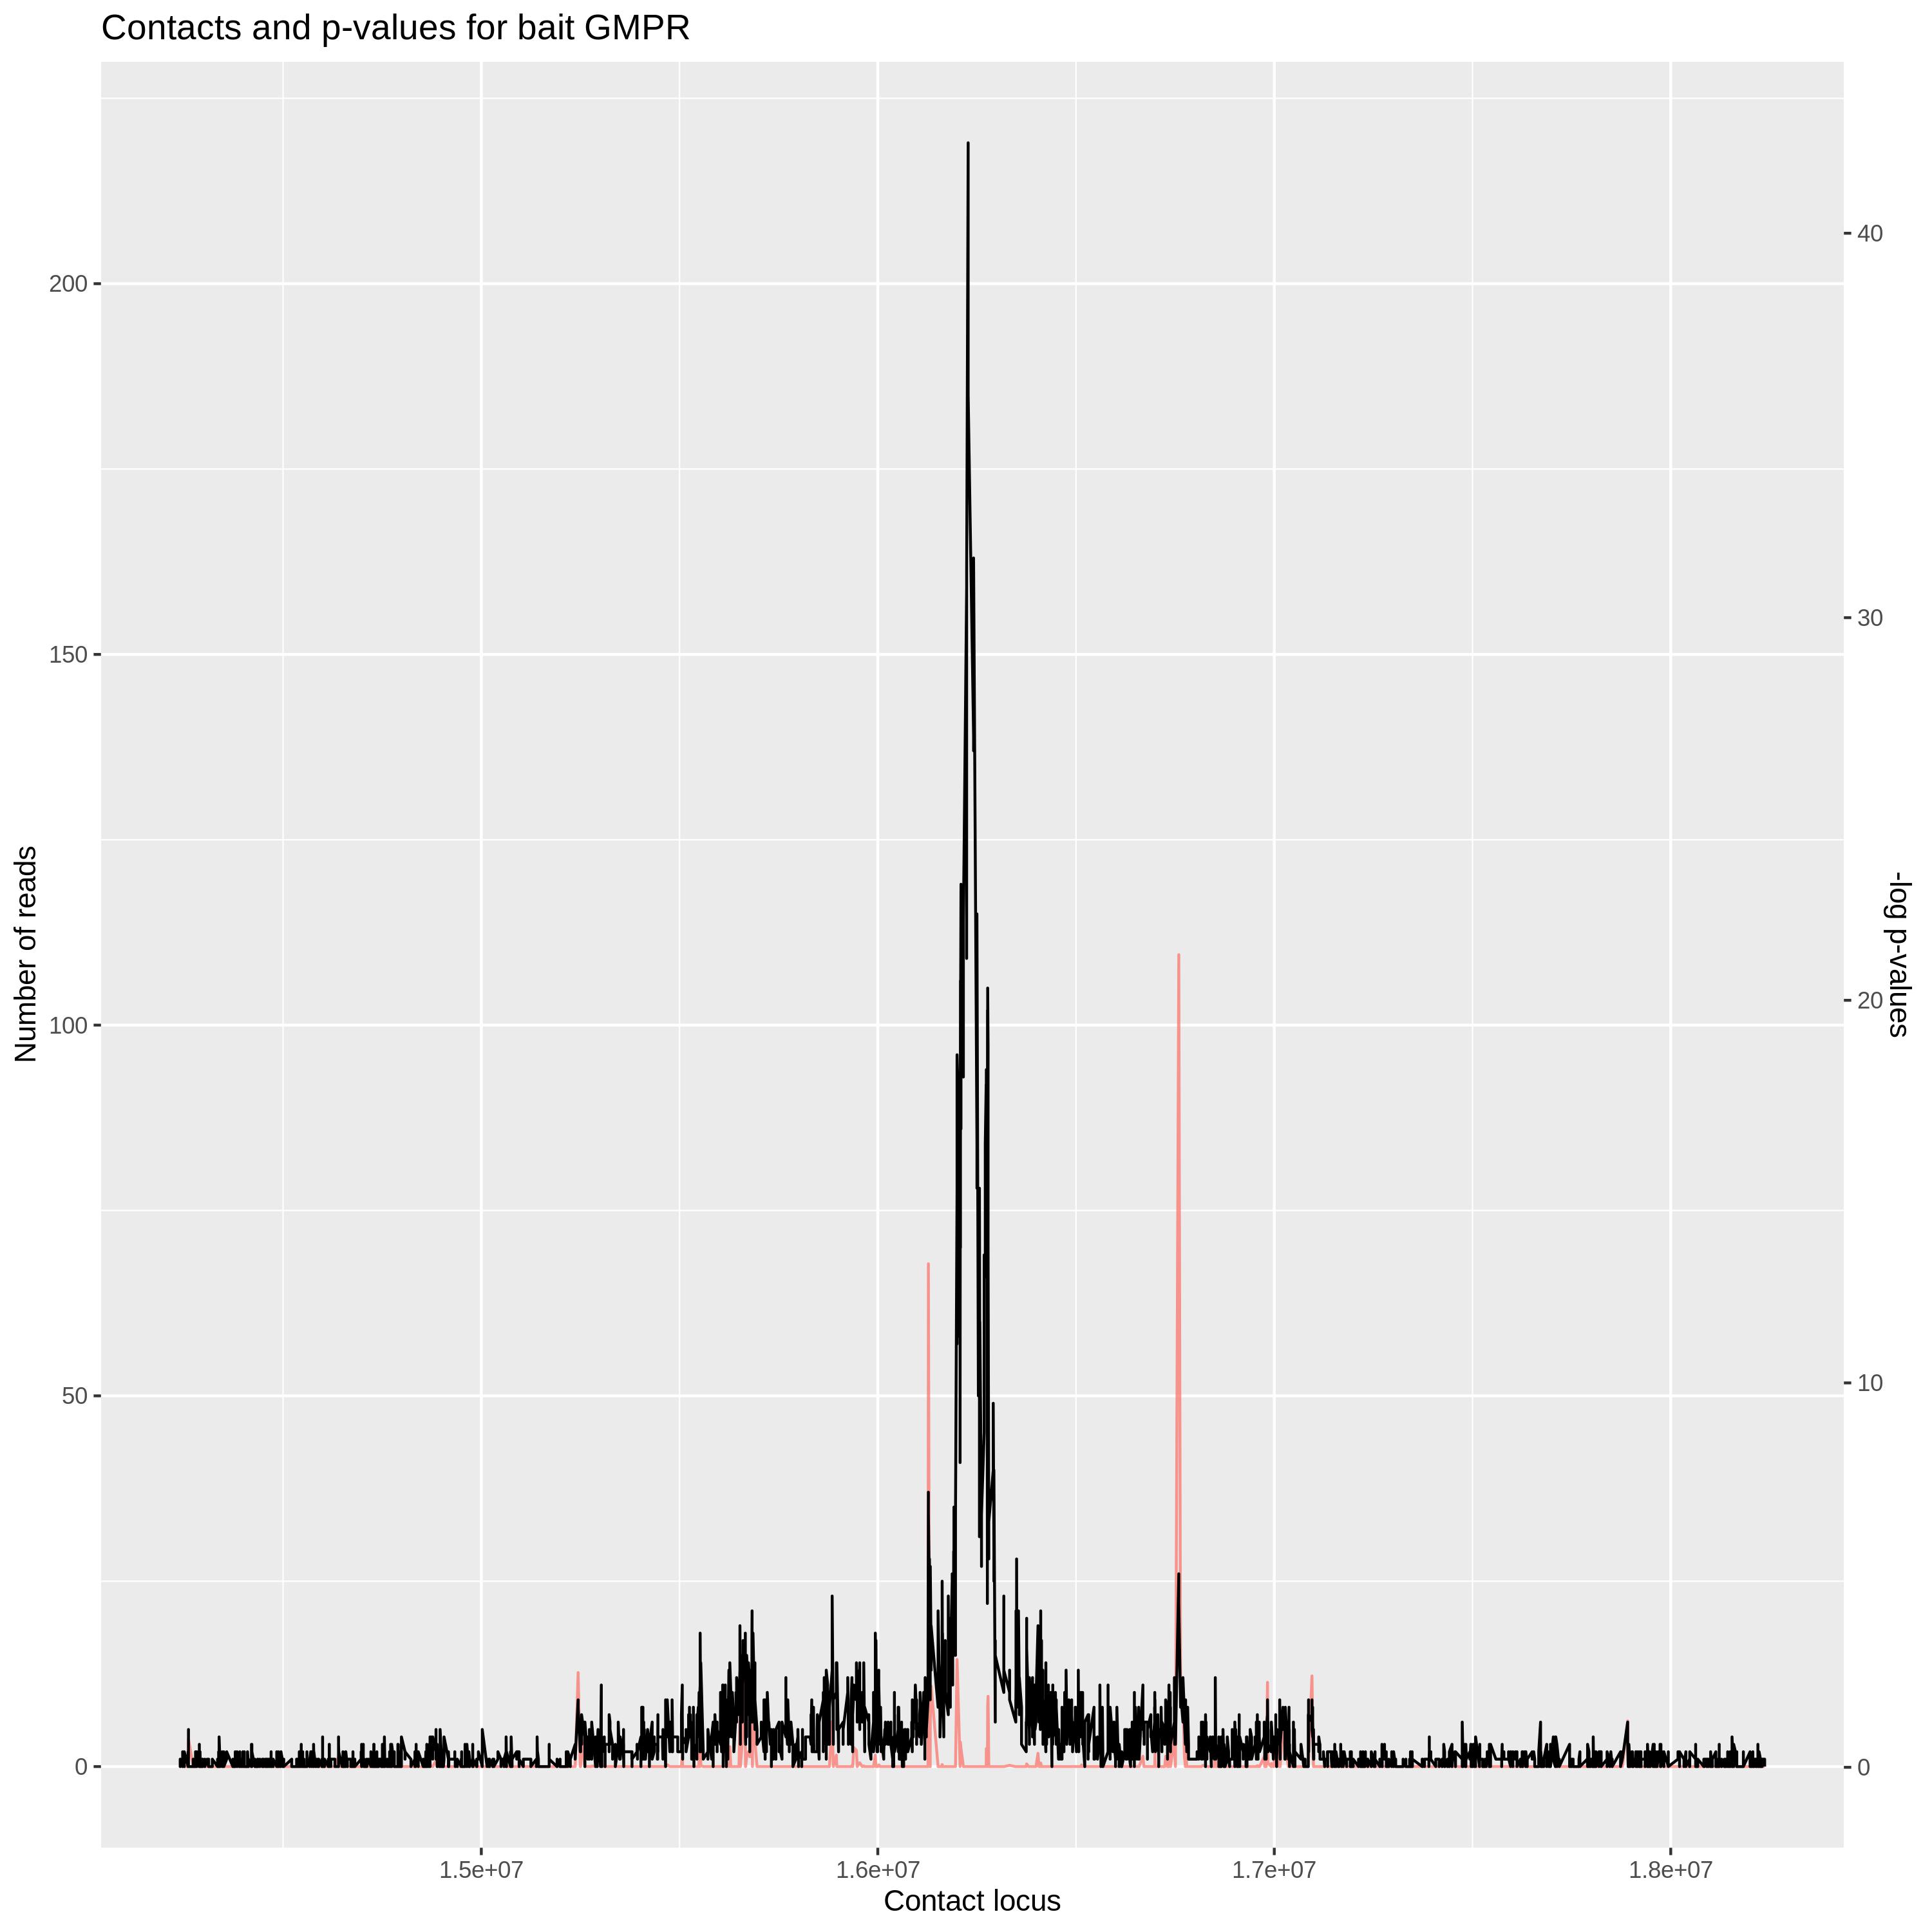 Contacts and p-values for bait GMPR
Number of reads
200
150
100
50
0
40
30
20
10
0
-log p-values
1.5e+07
1.6e+07
1.7e+07
1.8e+07
Contact locus